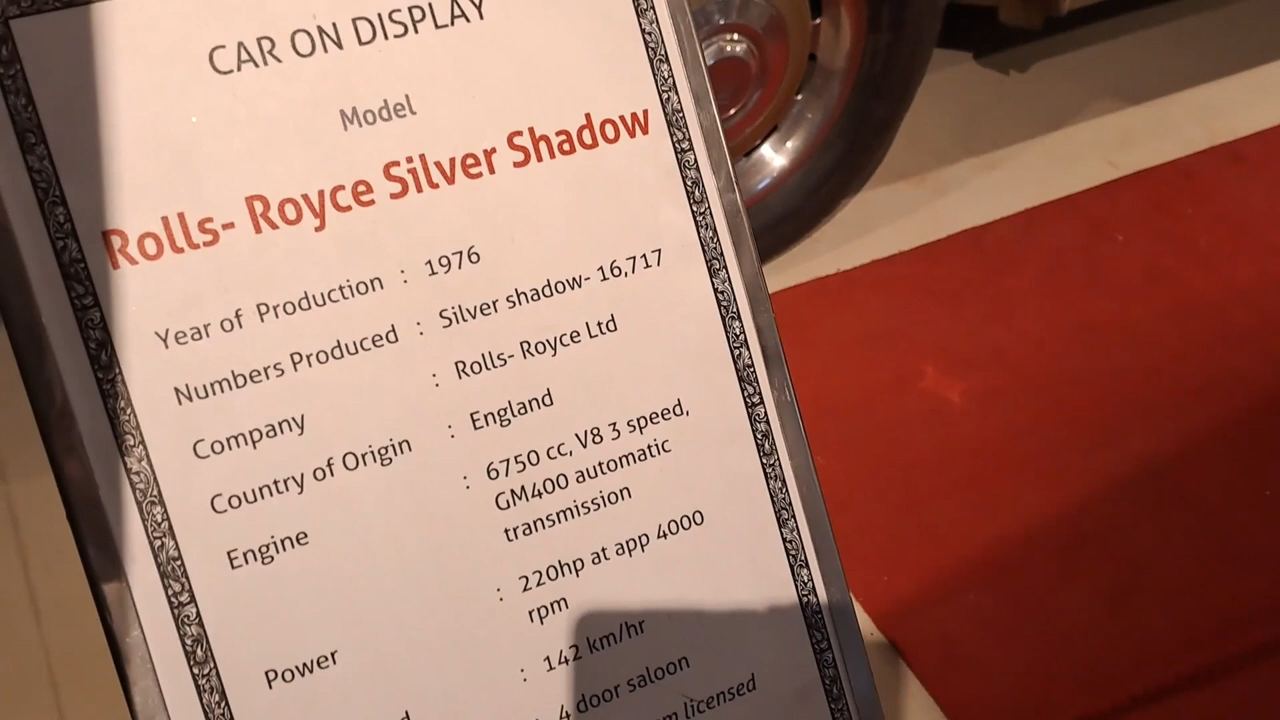 CAR ON DISPLAY
Model
Rolls- Royce Silver Shadow
Year of Production : 1976
Numbers Produced : Silver shadow- 16,717
Company : Rolls- Royce Ltd
Country of Origin : England
Engine : 6750 cc, V8 3 speed,
GM400 automatic
transmission
Power : 220hp at app 4000
rpm
: 142 km/hr
4 door saloon
licensed